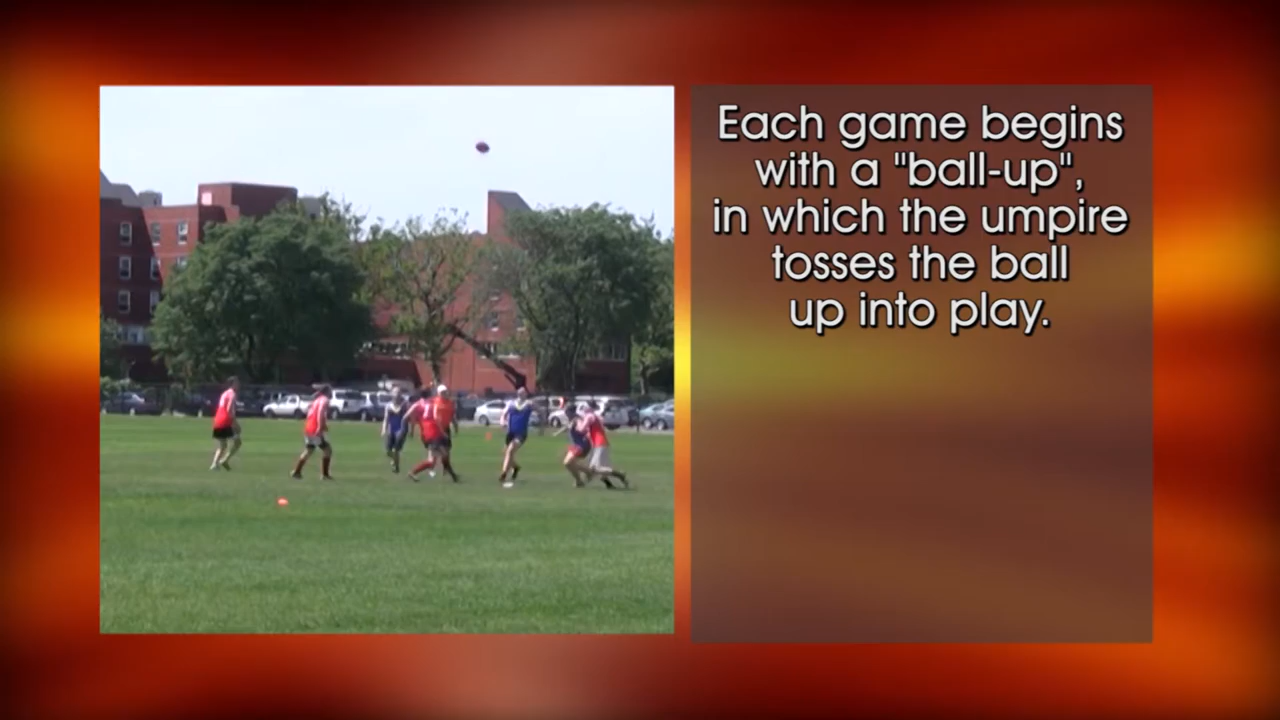 Each game begins
with a "ball-up",
in which the umpire
tosses the ball
up into play.